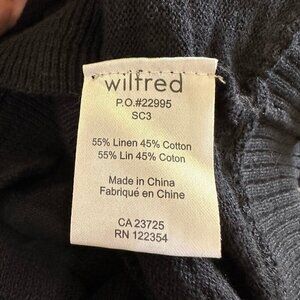 wilfred
P.O.#22995
SC3
55% Linen 45% Cotton
55% Lin 45% Coton
Made in China
Fabriqué en Chine
CA 23725
RN 122354